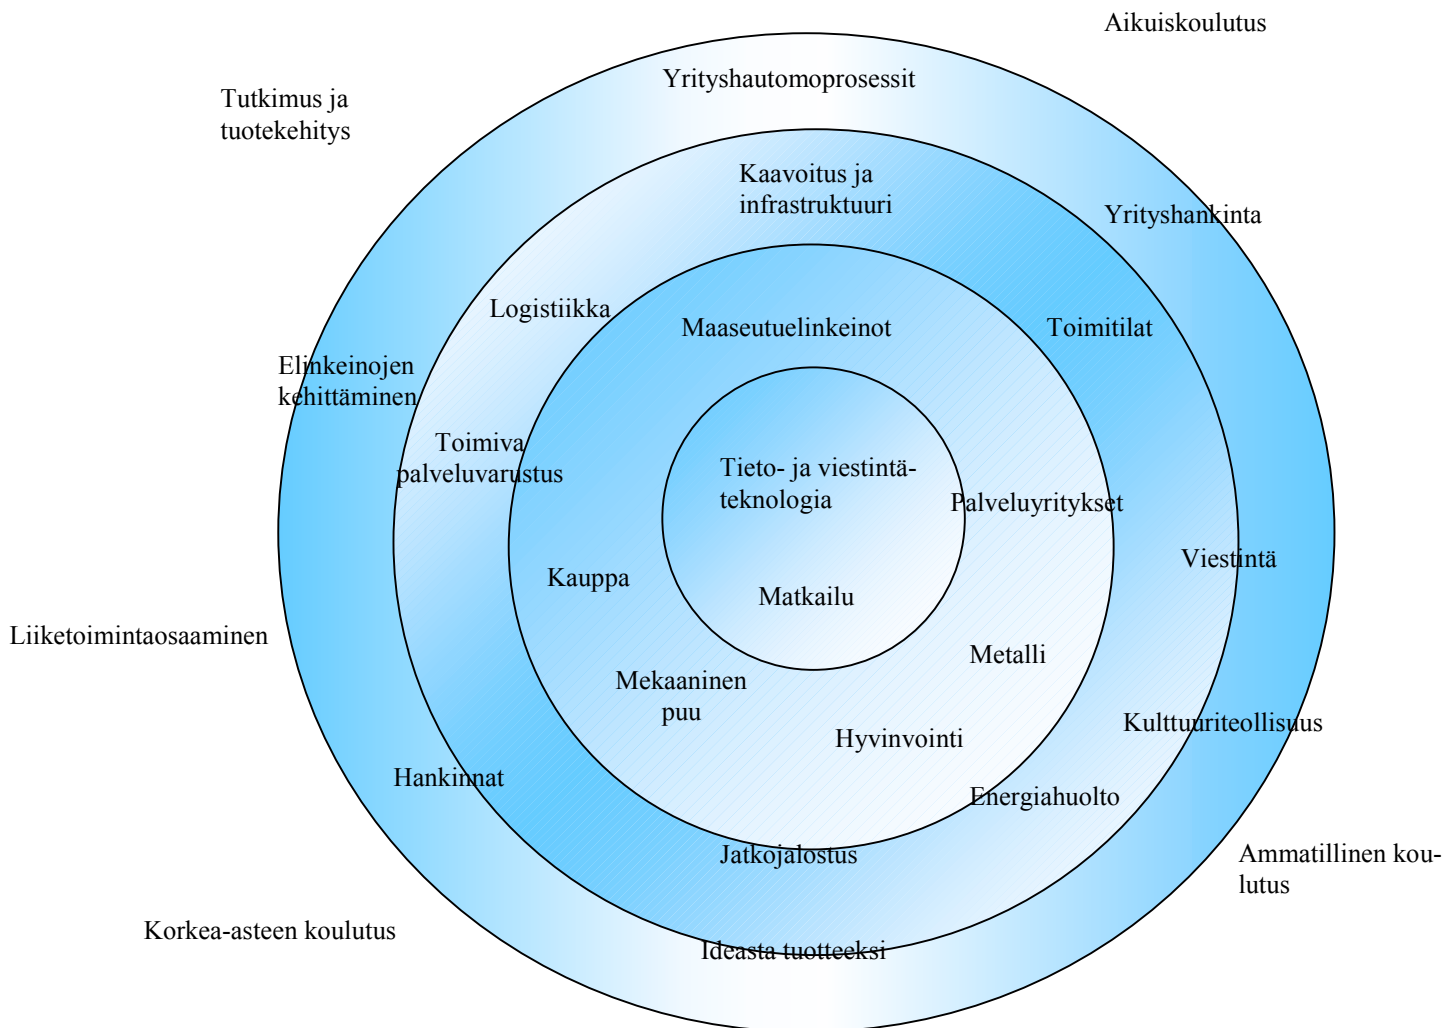 Aikuiskoulutus
Yrityshautomoprosessit
Tutkimus ja
tuotekehitys
Kaavoitus ja
infrastruktuuri
Yrityshankinta
Logistiikka
Maaseutuelinkeinot
Toimitilat
Elinkeinojen
kehittäminen
Toimiva
palveluvarustus
Tieto- ja viestintä-
teknologia
Palveluyritykset
Viestintä
Kauppa
Matkailu
Liiketoimintaosaaminen
Metalli
Mekaaninen
puu
Kulttuuriteollisuus
Hyvinvointi
Hankinnat
Energiahuolto
Jatkojalostus
Ammatillinen kou-
lutus
Korkea-asteen koulutus
Ideasta tuotteeksi